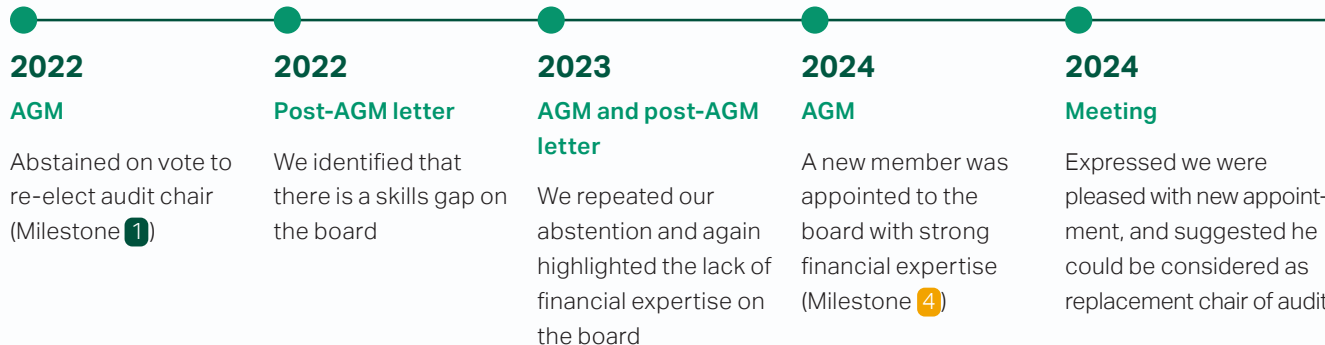 2022
AGM
Abstained on vote to
re-elect audit chair
(Milestone 1)
2022
Post-AGM letter
We identified that
there is a skills gap on
the board
2023
AGM and post-AGM
letter
We repeated our
abstention and again
highlighted the lack of
financial expertise on
the board
2024
AGM
A new member was
appointed to the
board with strong
financial expertise
(Milestone 4)
2024
Meeting
Expressed we were
pleased with new appoint-
ment, and suggested he
could be considered as
replacement chair of audit